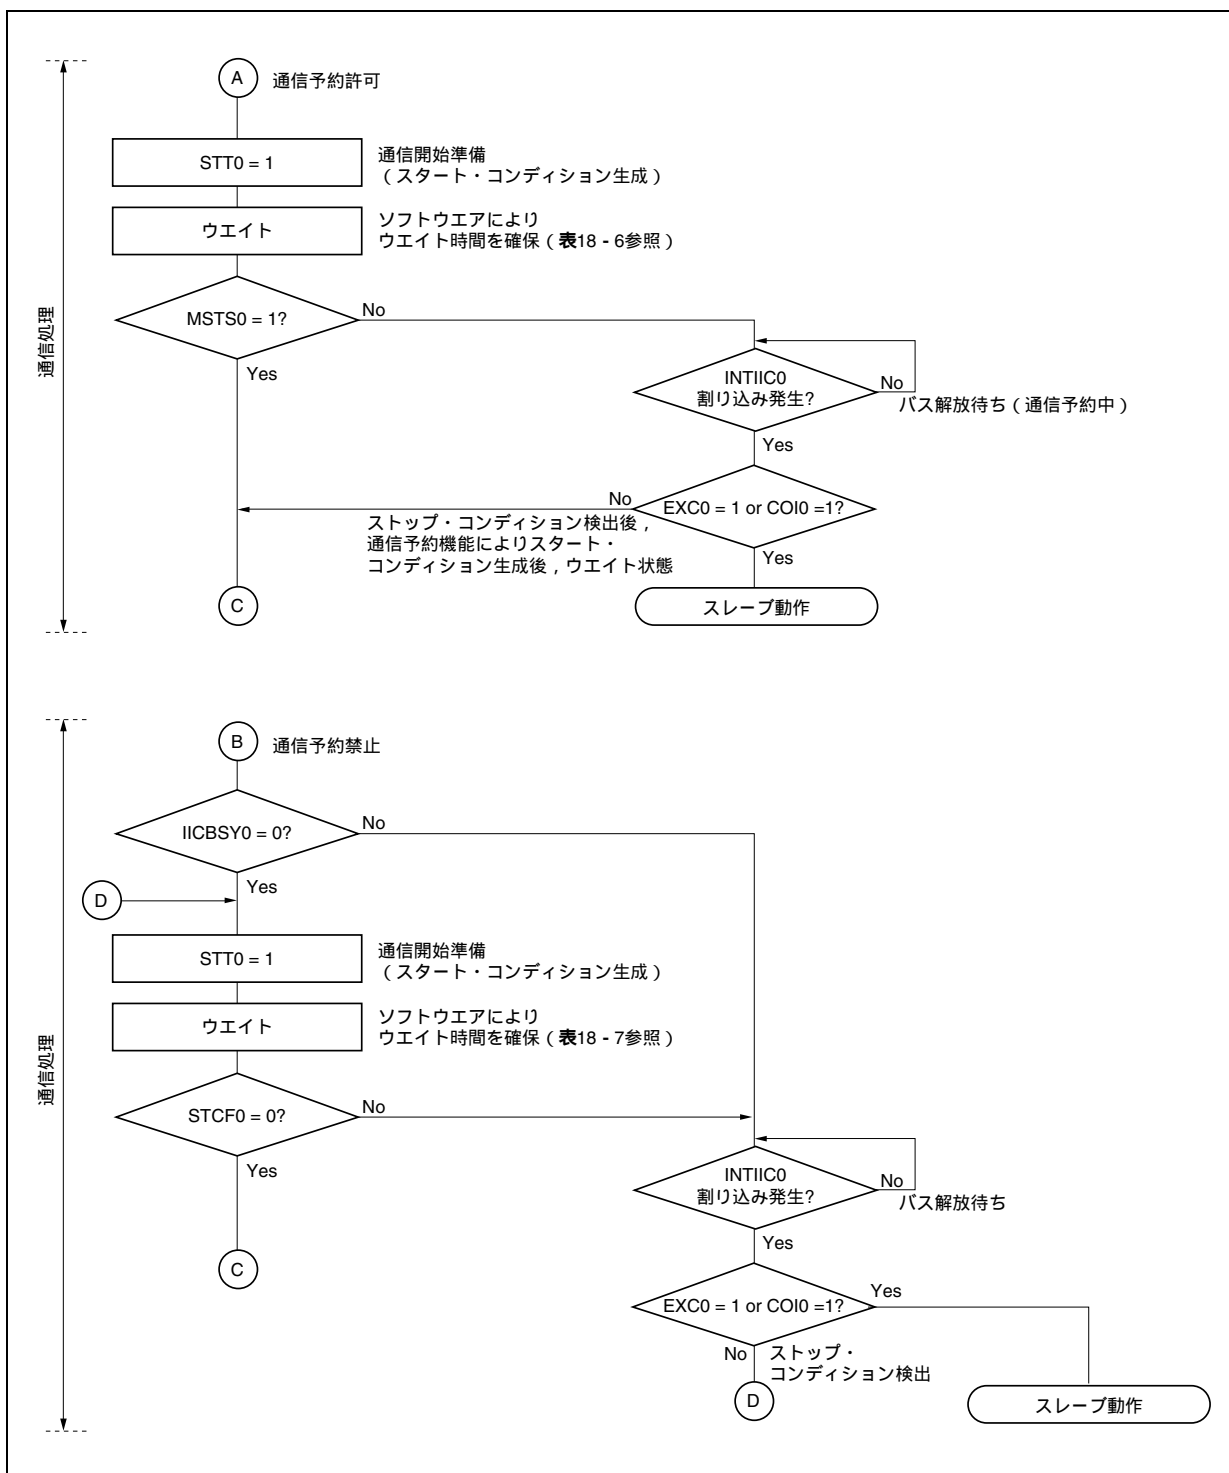 A 通信予約許可
STT0 = 1
通信開始準備
（スタート・コンディション生成）
ウエイト
ソフトウエアにより
ウエイト時間を確保（表18 - 6参照）
MSTS0 = 1?
No
Yes
INTIIC0
割り込み発生?
No
バス解放待ち（通信予約中）
Yes
EXC0 = 1 or COI0 =1?
No
ストップ・コンディション検出後，
通信予約機能によりスタート・
コンディション生成後，ウエイト状態
Yes
C
スレーブ動作
通信処理
B 通信予約禁止
IICBSY0 = 0?
No
Yes
D
STT0 = 1
通信開始準備
（スタート・コンディション生成）
ウエイト
ソフトウエアにより
ウエイト時間を確保（表18 - 7参照）
STCF0 = 0?
No
Yes
INTIIC0
割り込み発生?
No
バス解放待ち
Yes
C
EXC0 = 1 or COI0 =1?
Yes
No
ストップ・
コンディション検出
D
スレーブ動作
通信処理